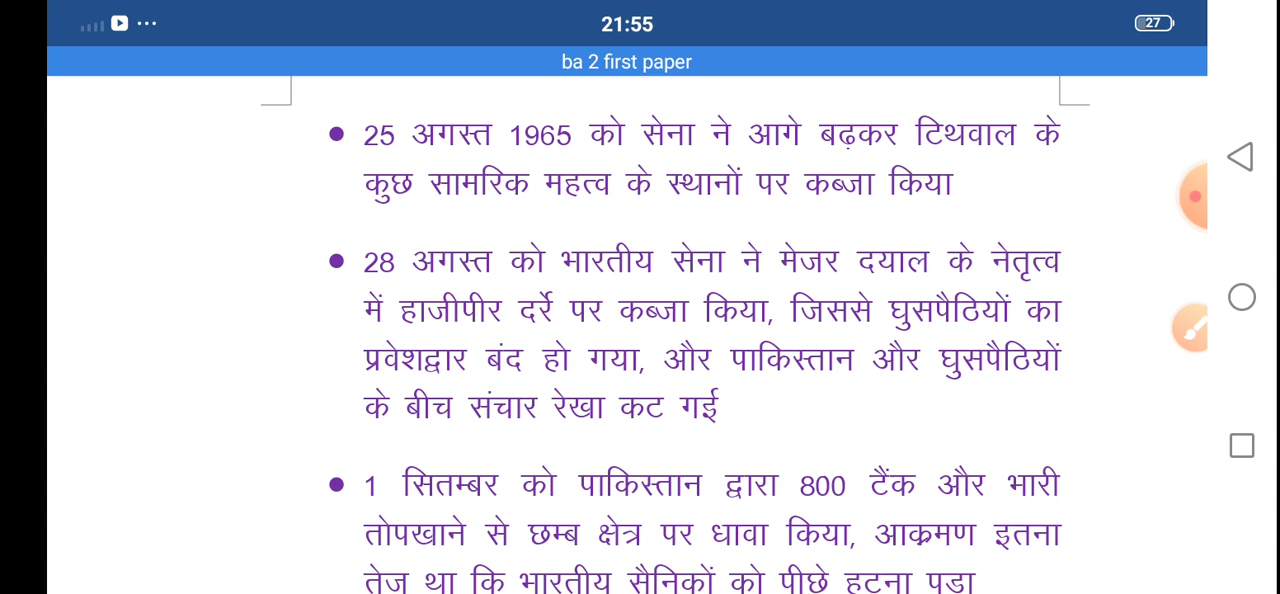 21:55
27
ba 2 first paper
• 25 अगस्त 1965 को सेना ने आगे बढ़कर टिथवाल के
कुछ सामरिक महत्व के स्थानों पर कब्जा किया
• 28 अगस्त को भारतीय सेना ने मेजर दयाल के नेतृत्व
में हाजीपीर दर्रे पर कब्जा किया, जिससे घुसपैठियों का
प्रवेशद्वार बंद हो गया, और पाकिस्तान और घुसपैठियों
के बीच संचार रेखा कट गई
• 1 सितम्बर को पाकिस्तान द्वारा 800 टैंक और भारी
तोपखाने से छम्ब क्षेत्र पर धावा किया, आक्रमण इतना
तेज था कि भारतीय सैनिकों को पीछे हटना पडा